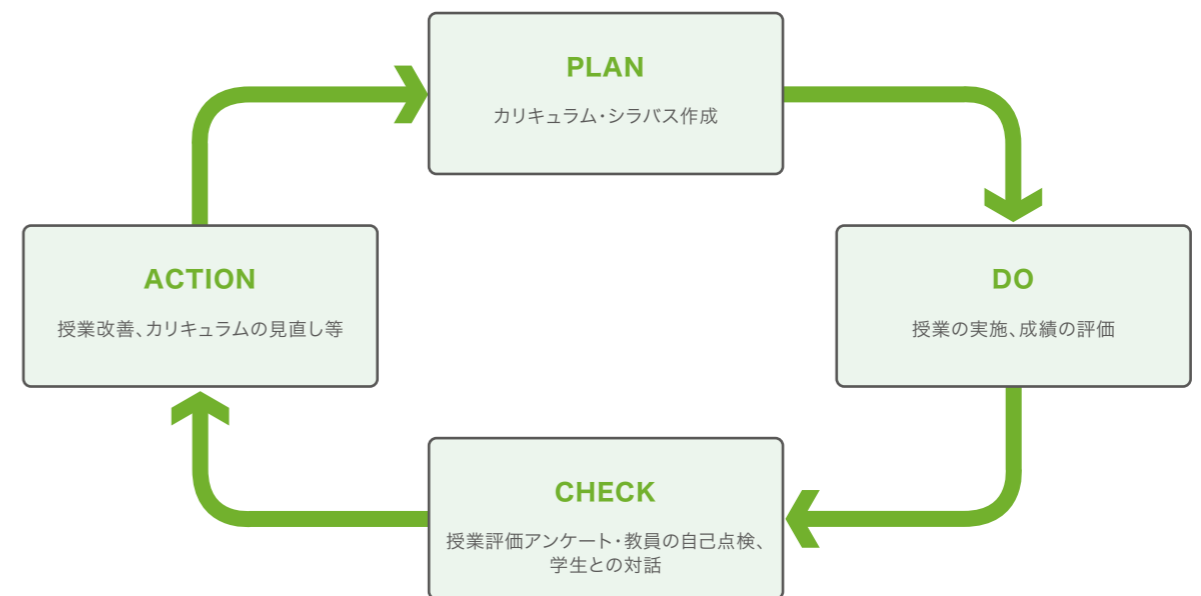 PLAN
カリキュラム・シラバス作成
ACTION
授業改善、カリキュラムの見直し等
DO
授業の実施、成績の評価
CHECK
授業評価アンケート・教員の自己点検、
学生との対話